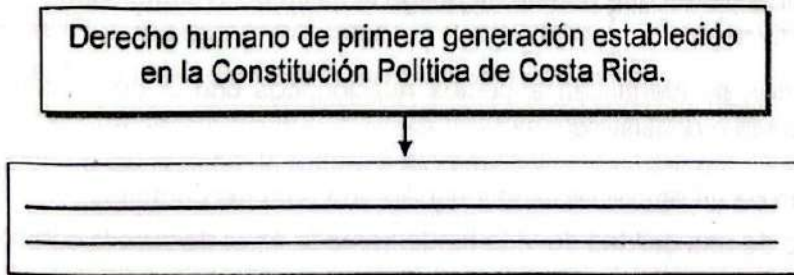 Derecho humano de primera generación establecido
en la Constitución Política de Costa Rica.